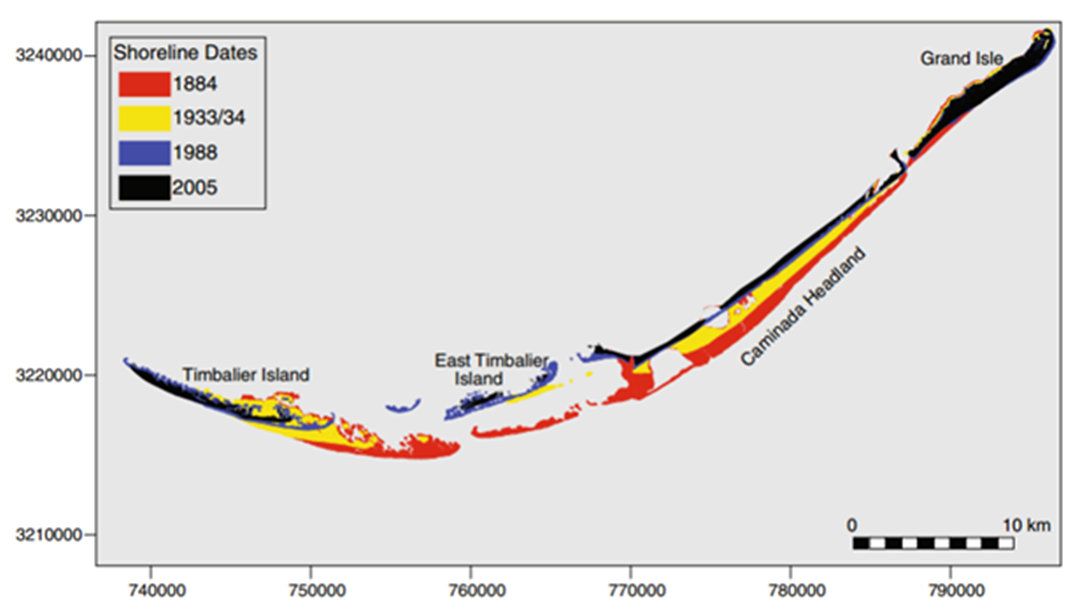 Shoreline Dates
1884
1933/34
1988
2005
Grand Isle
Caminada Headland
East Timbalier
Island
Timbalier Island
0 10 km
3240000
3230000
3220000
3210000
740000 750000 760000 770000 780000 790000